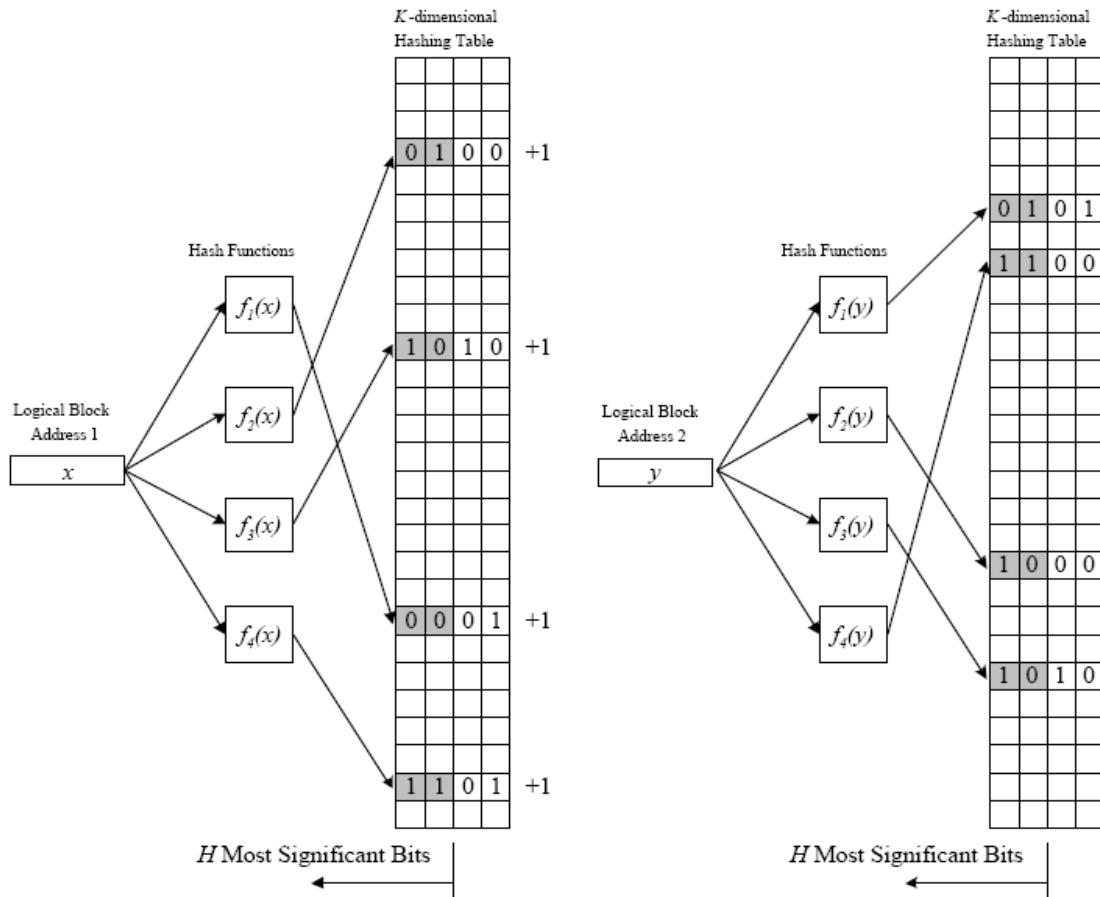 K-dimensional
Hashing Table
0 1 0 0 +1
Hash Functions
f1(x)
1 0 1 0 +1
f2(x)
Logical Block
Address 1
x
f3(x)
0 0 0 1 +1
f4(x)
1 1 0 1 +1
H Most Significant Bits
K-dimensional
Hashing Table
0 1 0 1
Hash Functions
1 1 0 0
f1(y)
f2(y)
Logical Block
Address 2
y
f3(y)
1 0 0 0
f4(y)
1 0 1 0
H Most Significant Bits